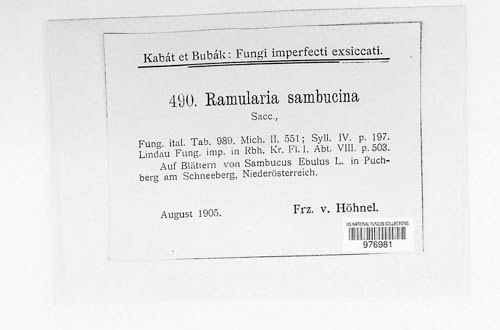 Kabát et Bubák: Fungi imperfecti exsiccati.
490. Ramularia sambucina
Sacc.,
Fung. ital. Tab. 989. Mich. II. 551; Syll. IV. p. 197.
Lindau Fung. imp. in Rbh. Kr. Fl. I. Abt. VIII. p. 503.
Auf Blättern von Sambucus Ebulus L. in Puch-
berg am Schneeberg, Niederösterreich.
August 1905.
Frz. v. Höhnel.
US NATIONAL FUNGUS COLLECTIONS
976981